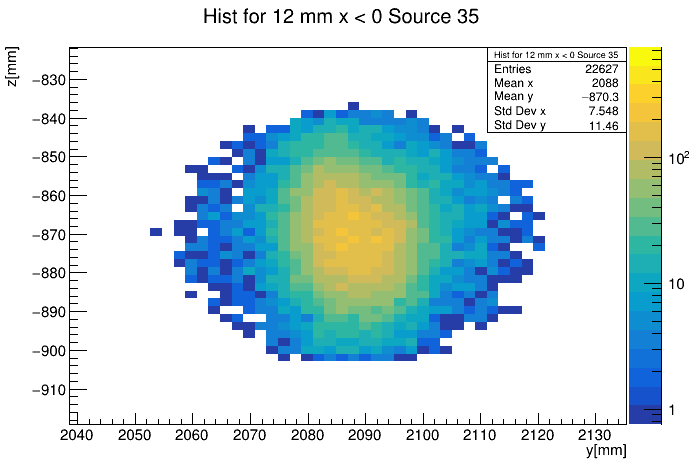 Hist for 12 mm x < 0 Source 35
z[mm]
Hist for 12 mm x < 0 Source 35
Entries 22627
Mean x 2088
Mean y −870.3
Std Dev x 7.548
Std Dev y 11.46
−830
−840
−850
−860
−870
−880
−890
−900
−910
10²
10
1
2040 2050 2060 2070 2080 2090 2100 2110 2120 2130
y[mm]